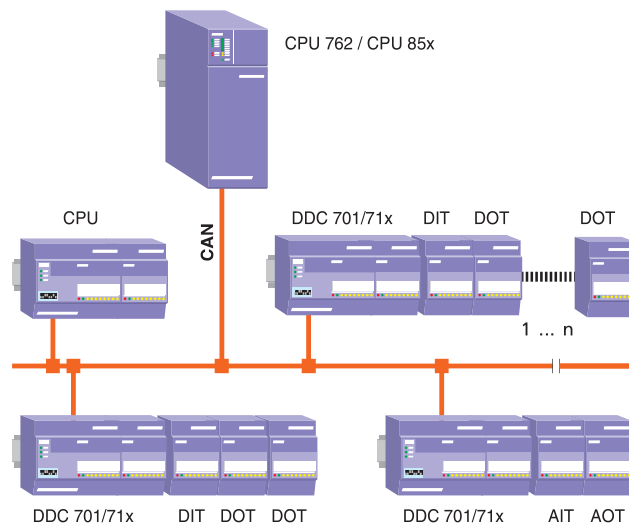 CPU 762 / CPU 85x
CPU
CAN
DDC 701/71x DIT DOT DOT
1 ... n
DDC 701/71x DIT DOT DOT
DDC 701/71x AIT AOT